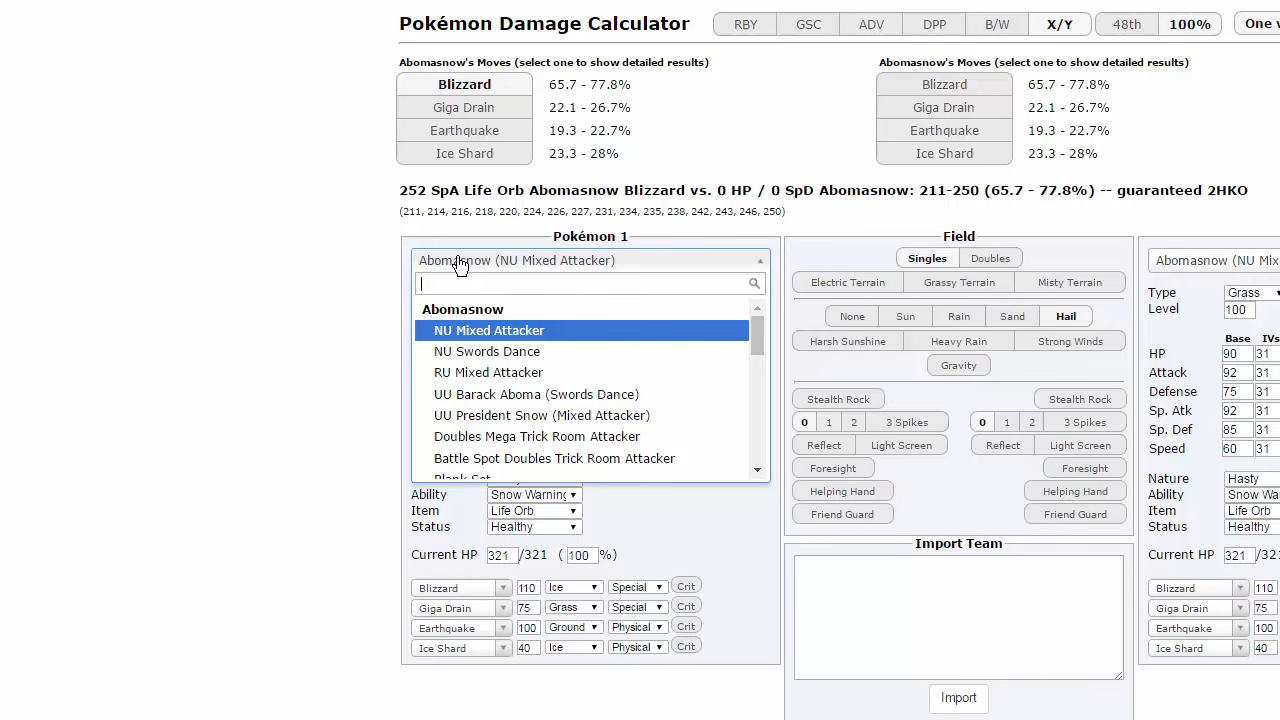 Pokémon Damage Calculator RBY GSC ADV DPP B/W X/Y 48th 100% One v
Abomasnow's Moves (select one to show detailed results)
Blizzard 65.7 - 77.8%
Giga Drain 22.1 - 26.7%
Earthquake 19.3 - 22.7%
Ice Shard 23.3 - 28%
Abomasnow's Moves (select one to show detailed results)
Blizzard 65.7 - 77.8%
Giga Drain 22.1 - 26.7%
Earthquake 19.3 - 22.7%
Ice Shard 23.3 - 28%
252 SpA Life Orb Abomasnow Blizzard vs. 0 HP / 0 SpD Abomasnow: 211-250 (65.7 - 77.8%) -- guaranteed 2HKO
(211, 214, 216, 218, 220, 224, 226, 227, 231, 234, 235, 238, 242, 243, 246, 250)
Pokémon 1
Abomasnow (NU Mixed Attacker)
Abomasnow
NU Mixed Attacker
NU Swords Dance
RU Mixed Attacker
UU Barack Aboma (Swords Dance)
UU President Snow (Mixed Attacker)
Doubles Mega Trick Room Attacker
Battle Spot Doubles Trick Room Attacker
Blank Set
Ability Snow Warning
Item Life Orb
Status Healthy
Current HP 321 /321 ( 100 %)
Blizzard 110 Ice Special Crit
Giga Drain 75 Grass Special Crit
Earthquake 100 Ground Physical Crit
Ice Shard 40 Ice Physical Crit
Field
Singles Doubles
Electric Terrain Grassy Terrain Misty Terrain
None Sun Rain Sand Hail
Harsh Sunshine Heavy Rain Strong Winds
Gravity
Stealth Rock Stealth Rock
0 1 2 3 Spikes 0 1 2 3 Spikes
Reflect Light Screen Reflect Light Screen
Foresight Foresight
Helping Hand Helping Hand
Friend Guard Friend Guard
Import Team
Import
Abomasnow (NU Mix
Type Grass
Level 100
Base IVs
HP 90 31
Attack 92 31
Defense 75 31
Sp. Atk 92 31
Sp. Def 85 31
Speed 60 31
Nature Hasty
Ability Snow Wa
Item Life Orb
Status Healthy
Current HP 321 /321
Blizzard 110
Giga Drain 75
Earthquake 100
Ice Shard 40